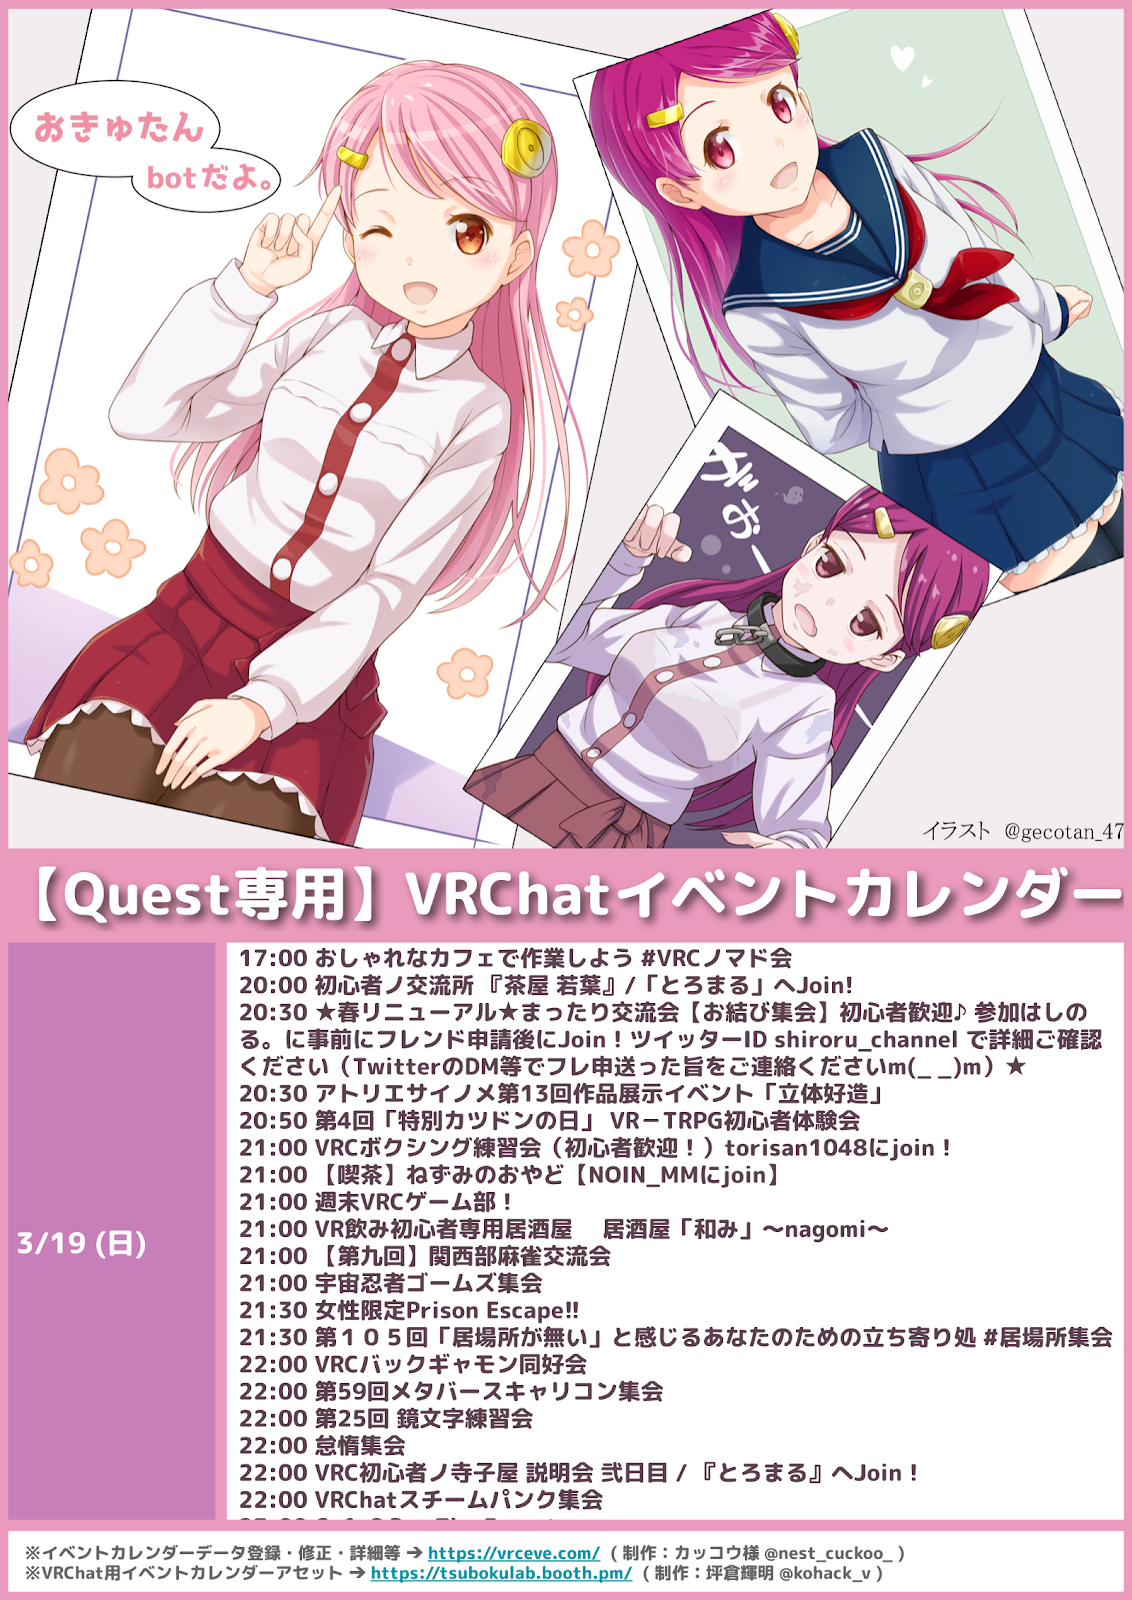 おきゅたん
botだよ。
がおー
イラスト @gecotan_47
【Quest専用】VRChatイベントカレンダー
3/19 (日)
17:00 おしゃれなカフェで作業しよう #VRCノマド会
20:00 初心者ノ交流所 『茶屋 若葉』/「とろまる」へJoin!
20:30 ★春リニューアル★まったり交流会【お結び集会】初心者歓迎♪ 参加はしの
る。に事前にフレンド申請後にJoin！ツイッターID shiroru_channel で詳細ご確認
ください（TwitterのDM等でフレ申送った旨をご連絡くださいm(_ _)m）★
20:30 アトリエサイノメ第13回作品展示イベント「立体好造」
20:50 第4回「特別カツドンの日」 VR－TRPG初心者体験会
21:00 VRCボクシング練習会（初心者歓迎！）torisan1048にjoin！
21:00 【喫茶】ねずみのおやど【NOIN_MMにjoin】
21:00 週末VRCゲーム部！
21:00 VR飲み初心者専用居酒屋　居酒屋「和み」～nagomi～
21:00 【第九回】関西部麻雀交流会
21:00 宇宙忍者ゴームズ集会
21:30 女性限定Prison Escape!!
21:30 第１０５回「居場所が無い」と感じるあなたのための立ち寄り処 #居場所集会
22:00 VRCバックギャモン同好会
22:00 第59回メタバースキャリコン集会
22:00 第25回 鏡文字練習会
22:00 怠惰集会
22:00 VRC初心者ノ寺子屋 説明会 弐日目 / 『とろまる』へJoin！
22:00 VRChatスチームパンク集会
※イベントカレンダーデータ登録・修正・詳細等 ➔ https://vrceve.com/ （ 制作：カッコウ様 @nest_cuckoo_ ）
※VRChat用イベントカレンダーアセット ➔ https://tsubokulab.booth.pm/ （ 制作：坪倉輝明 @kohack_v ）